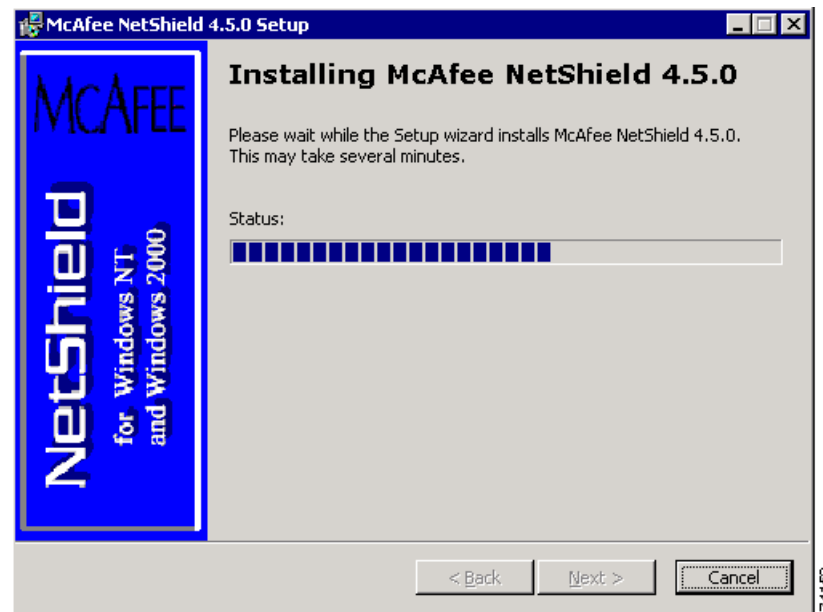 McAfee NetShield 4.5.0 Setup
McAFEE
NetShield
for Windows NT
and Windows 2000
Installing McAfee NetShield 4.5.0
Please wait while the Setup wizard installs McAfee NetShield 4.5.0.
This may take several minutes.
Status:
< Back
Next >
Cancel